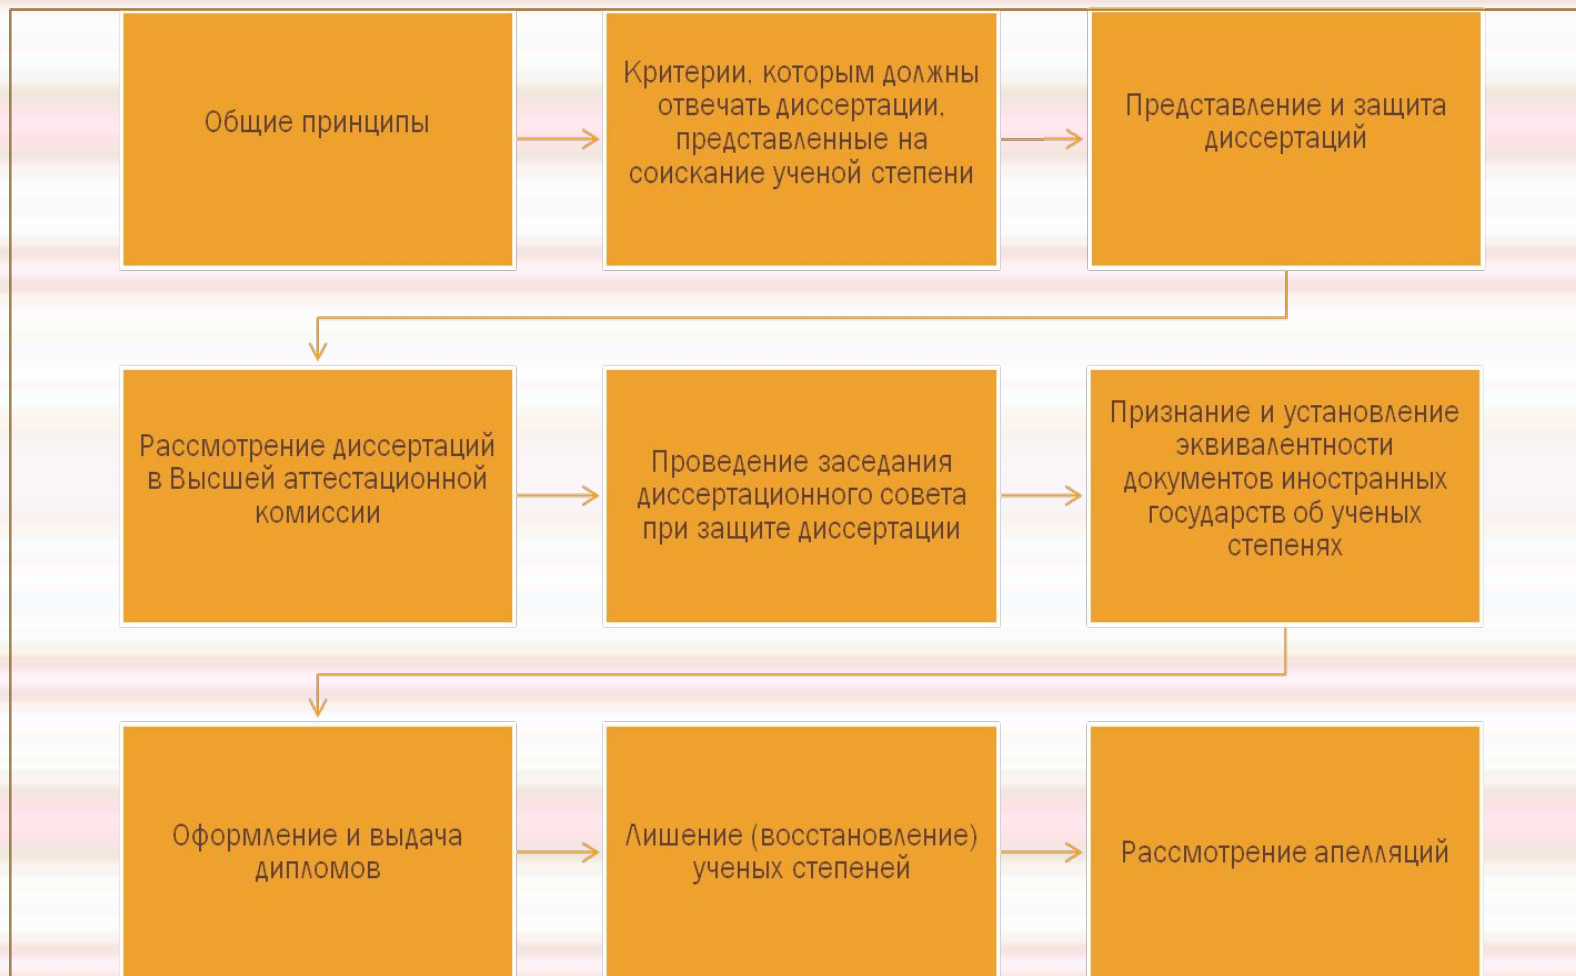 Общие принципы
Критерии, которым должны
отвечать диссертации,
представленные на
соискание ученой степени
Представление и защита
диссертаций
Рассмотрение диссертаций
в Высшей аттестационной
комиссии
Проведение заседания
диссертационного совета
при защите диссертации
Признание и установление
эквивалентности
документов иностранных
государств об ученых
степенях
Оформление и выдача
дипломов
Лишение (восстановление)
ученых степеней
Рассмотрение апелляций